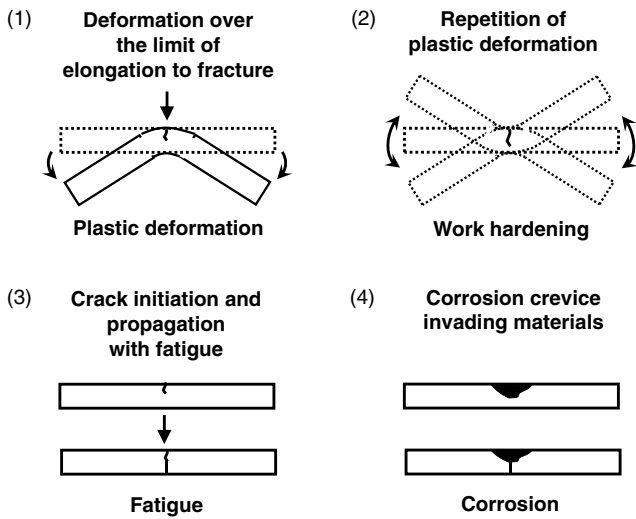 (1)
Deformation over
the limit of
elongation to fracture
Plastic deformation
(2)
Repetition of
plastic deformation
Work hardening
(3)
Crack initiation and
propagation
with fatigue
Fatigue
(4)
Corrosion crevice
invading materials
Corrosion